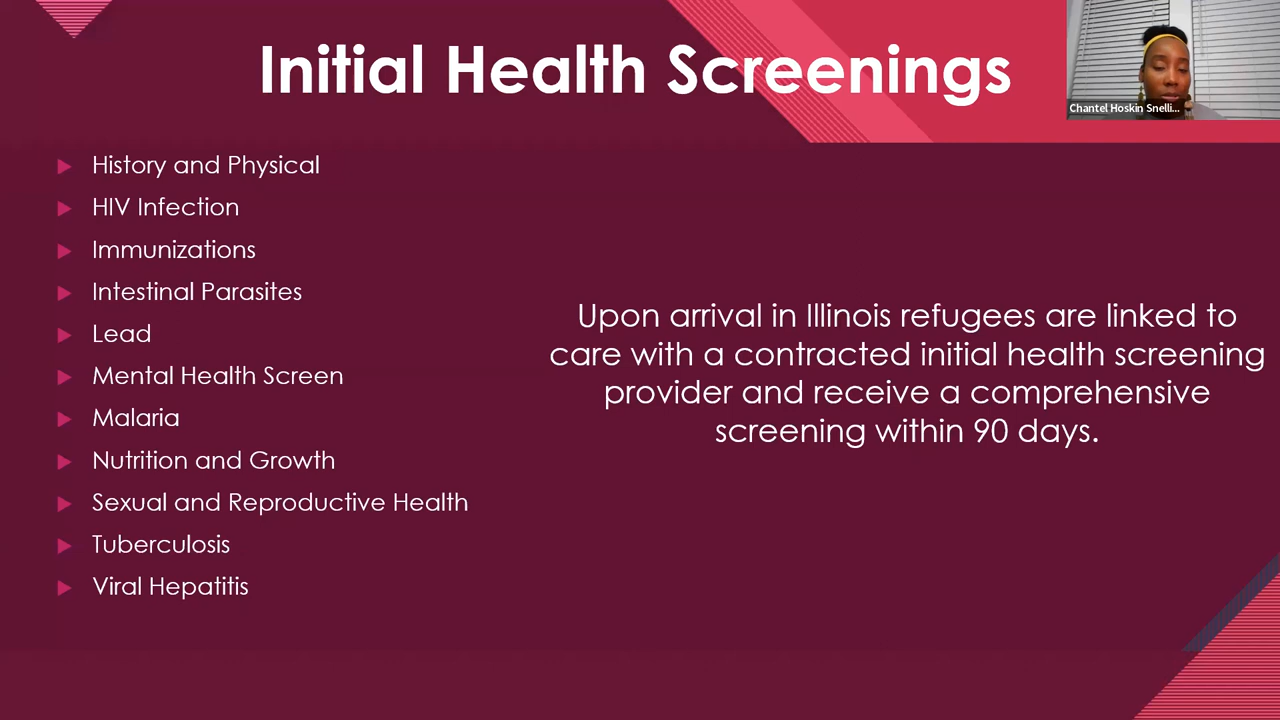 Initial Health Screenings
Chantel Hoskin Snelli...
History and Physical
HIV Infection
Immunizations
Intestinal Parasites
Lead
Mental Health Screen
Malaria
Nutrition and Growth
Sexual and Reproductive Health
Tuberculosis
Viral Hepatitis
Upon arrival in Illinois refugees are linked to
care with a contracted initial health screening
provider and receive a comprehensive
screening within 90 days.